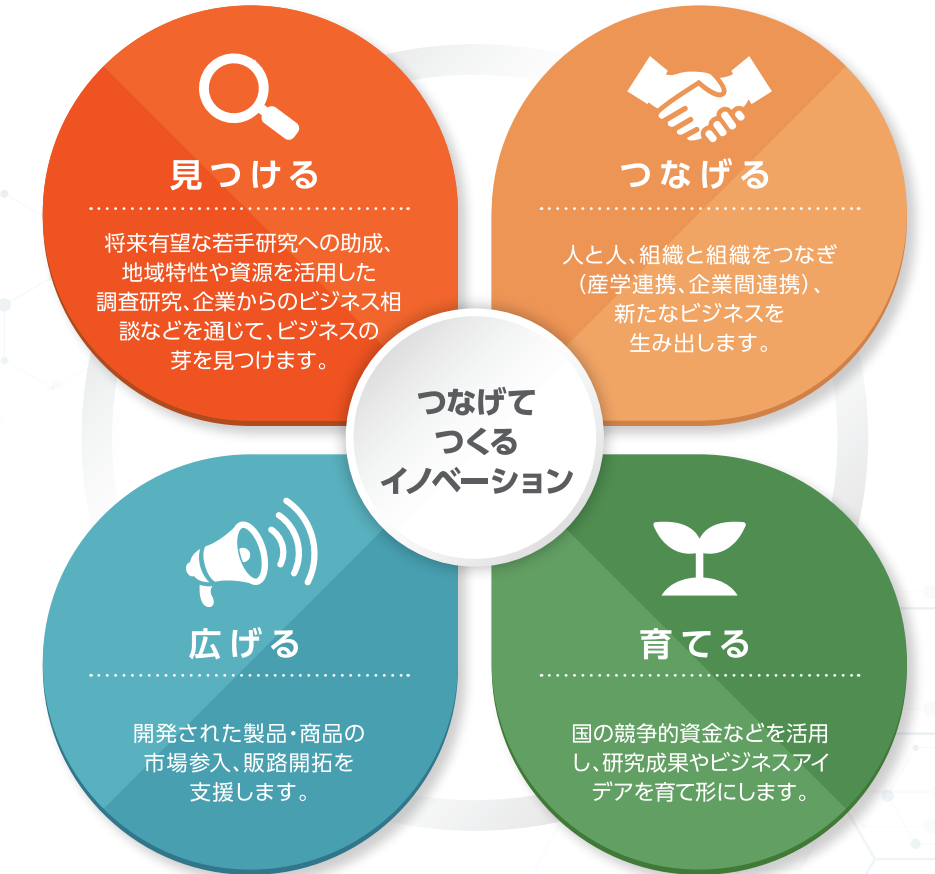 見つける
将来有望な若手研究への助成、
地域特性や資源を活用した
調査研究、企業からのビジネス相
談などを通じて、ビジネスの
芽を見つけます。
つなげる
人と人、組織と組織をつなぎ
（産学連携、企業間連携）、
新たなビジネスを
生み出します。
つなげて
つくる
イノベーション
広げる
開発された製品・商品の
市場参入、販路開拓を
支援します。
育てる
国の競争的資金などを活用
し、研究成果やビジネスアイ
デアを育て形にします。